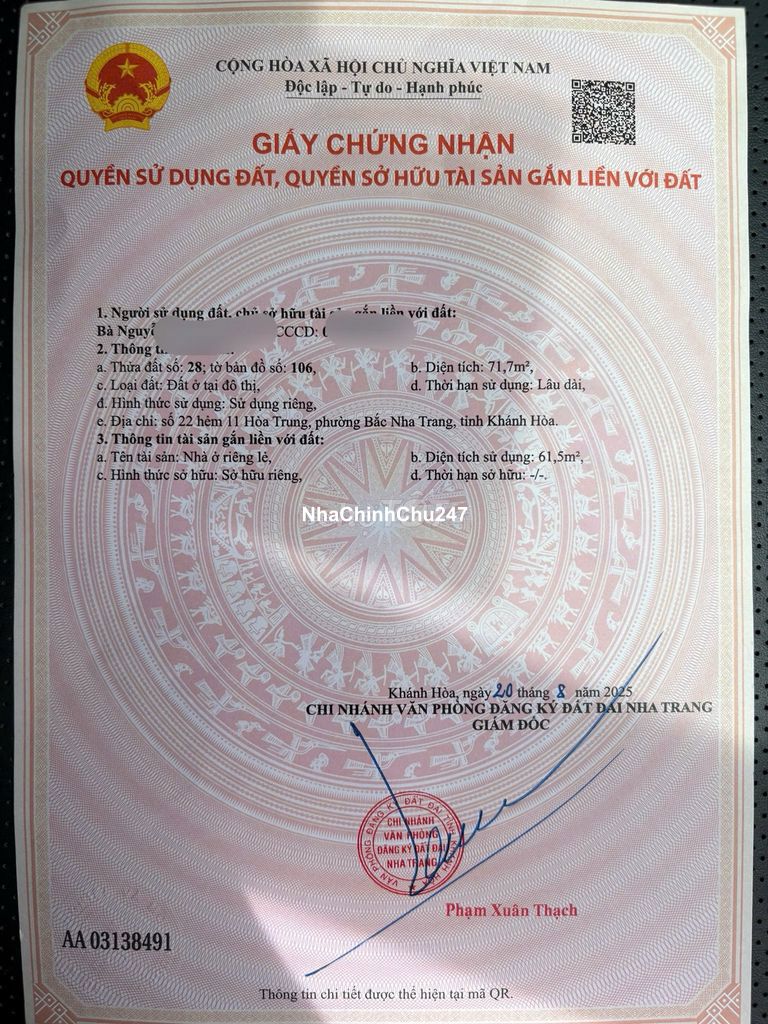 CỘNG HÒA XÃ HỘI CHỦ NGHĨA VIỆT NAM
Độc lập - Tự do - Hạnh phúc
GIẤY CHỨNG NHẬN
QUYỀN SỬ DỤNG ĐẤT, QUYỀN SỞ HỮU TÀI SẢN GẮN LIỀN VỚI ĐẤT
1. Người sử dụng đất, chủ sở hữu tài gắn liền với đất:
Bà CCCD:
2. Thông
a. Thửa đất số: 28; tờ bản đồ số: 106, b. Diện tích: 71,7m²,
c. Loại đất: Đất ở tại đô thị, d. Thời hạn sử dụng: Lâu dài,
đ. Hình thức sử dụng: Sử dụng riêng,
e. Địa chỉ: số 22 hẻm 11 Hòa Trung, phường Bắc Nha Trang, tỉnh Khánh Hòa.
3. Thông tin tài sản gắn liền với đất:
a. Tên tài sản: Nhà ở riêng lẻ, b. Diện tích sử dụng: 61,5m²,
c. Hình thức sở hữu: Sở hữu riêng, d. Thời hạn sở hữu: -/-.
NhaChinhChu247
Khánh Hòa, ngày 20 tháng 8 năm 2025
CHI NHÁNH VĂN PHÒNG ĐĂNG KÝ ĐẤT ĐAI NHA TRANG
GIÁM ĐỐC
VĂN PHÒNG ĐĂNG KÝ ĐẤT ĐAI TỈNH KHÁNH HÒA
CHI NHÁNH
VĂN PHÒNG
ĐĂNG KÝ ĐẤT ĐAI
NHA TRANG
Phạm Xuân Thạch
AA 03138491
Thông tin chi tiết được thể hiện tại mã QR.